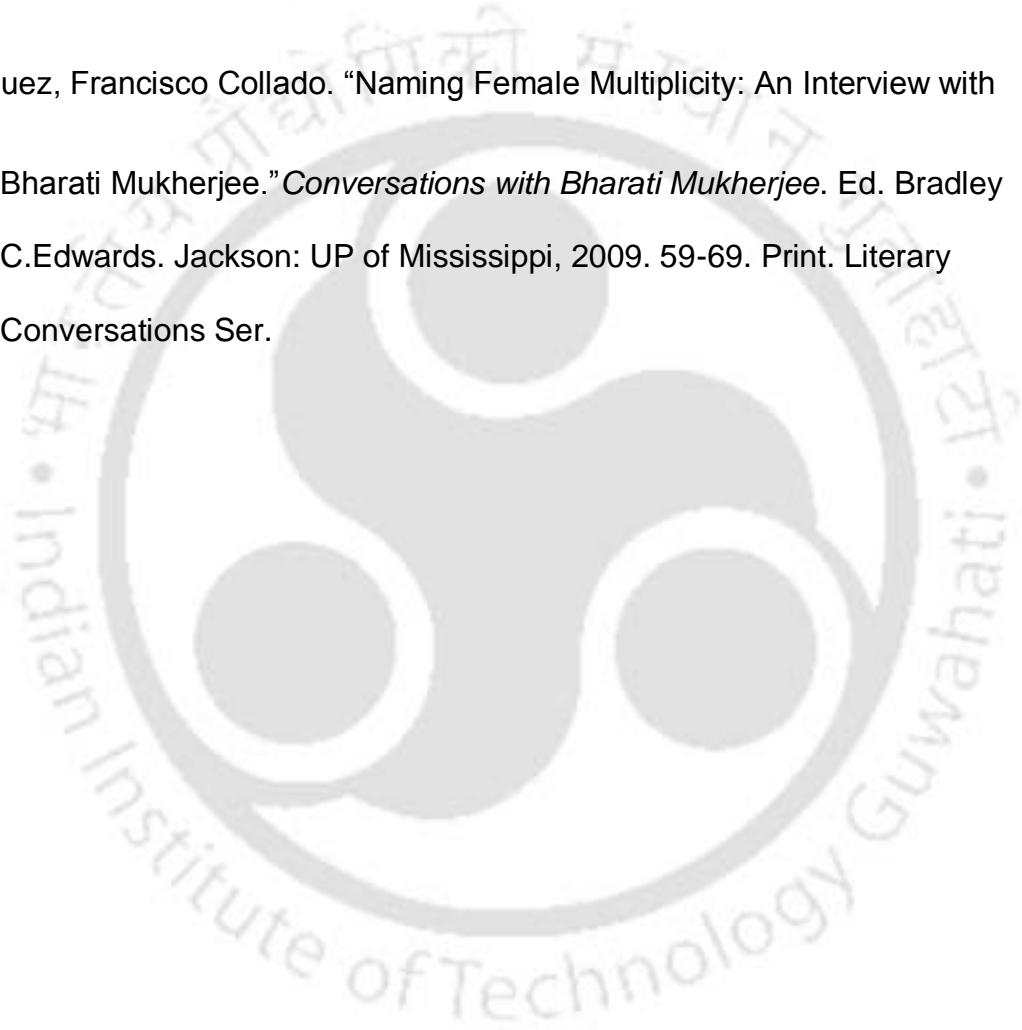 uez, Francisco Collado. “Naming Female Multiplicity: An Interview with
Bharati Mukherjee.”Conversations with Bharati Mukherjee. Ed. Bradley
C.Edwards. Jackson: UP of Mississippi, 2009. 59-69. Print. Literary
Conversations Ser.
भारतीय प्रौद्योगिकी संस्थान गुवाहाटी
• Indian Institute of Technology Guwahati •